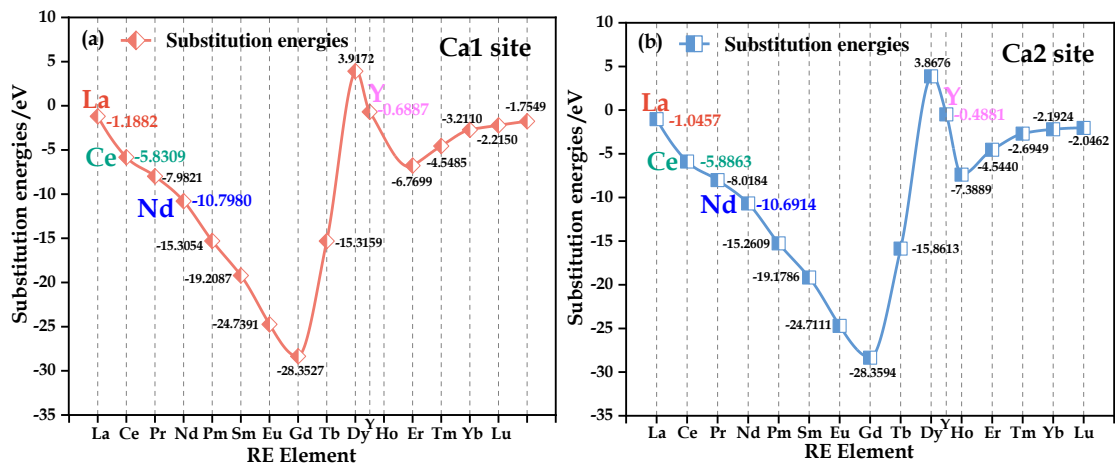 (a) Substitution energies
Ca1 site
Substitution energies /eV
10
5
0
-5
-10
-15
-20
-25
-30
-35
La
-1.1882
Ce
-5.8309
-7.9821
Nd
-10.7980
-15.3054
-19.2087
-24.7391
-28.3527
-15.3159
3.9172
Y
-0.6887
-6.7699
-4.5485
-3.2110
-2.2150
-1.7549
La Ce Pr Nd Pm Sm Eu Gd Tb Dy Y Ho Er Tm Yb Lu
RE Element
(b) Substitution energies
Ca2 site
Substitution energies /eV
10
5
0
-5
-10
-15
-20
-25
-30
-35
La
-1.0457
Ce
-5.8863
-8.0184
Nd
-10.6914
-15.2609
-19.1786
-24.7111
-28.3594
-15.8613
3.8676
Y
-0.4881
-7.3889
-4.5440
-2.6949
-2.1924
-2.0462
La Ce Pr Nd Pm Sm Eu Gd Tb Dy Y Ho Er Tm Yb Lu
RE Element